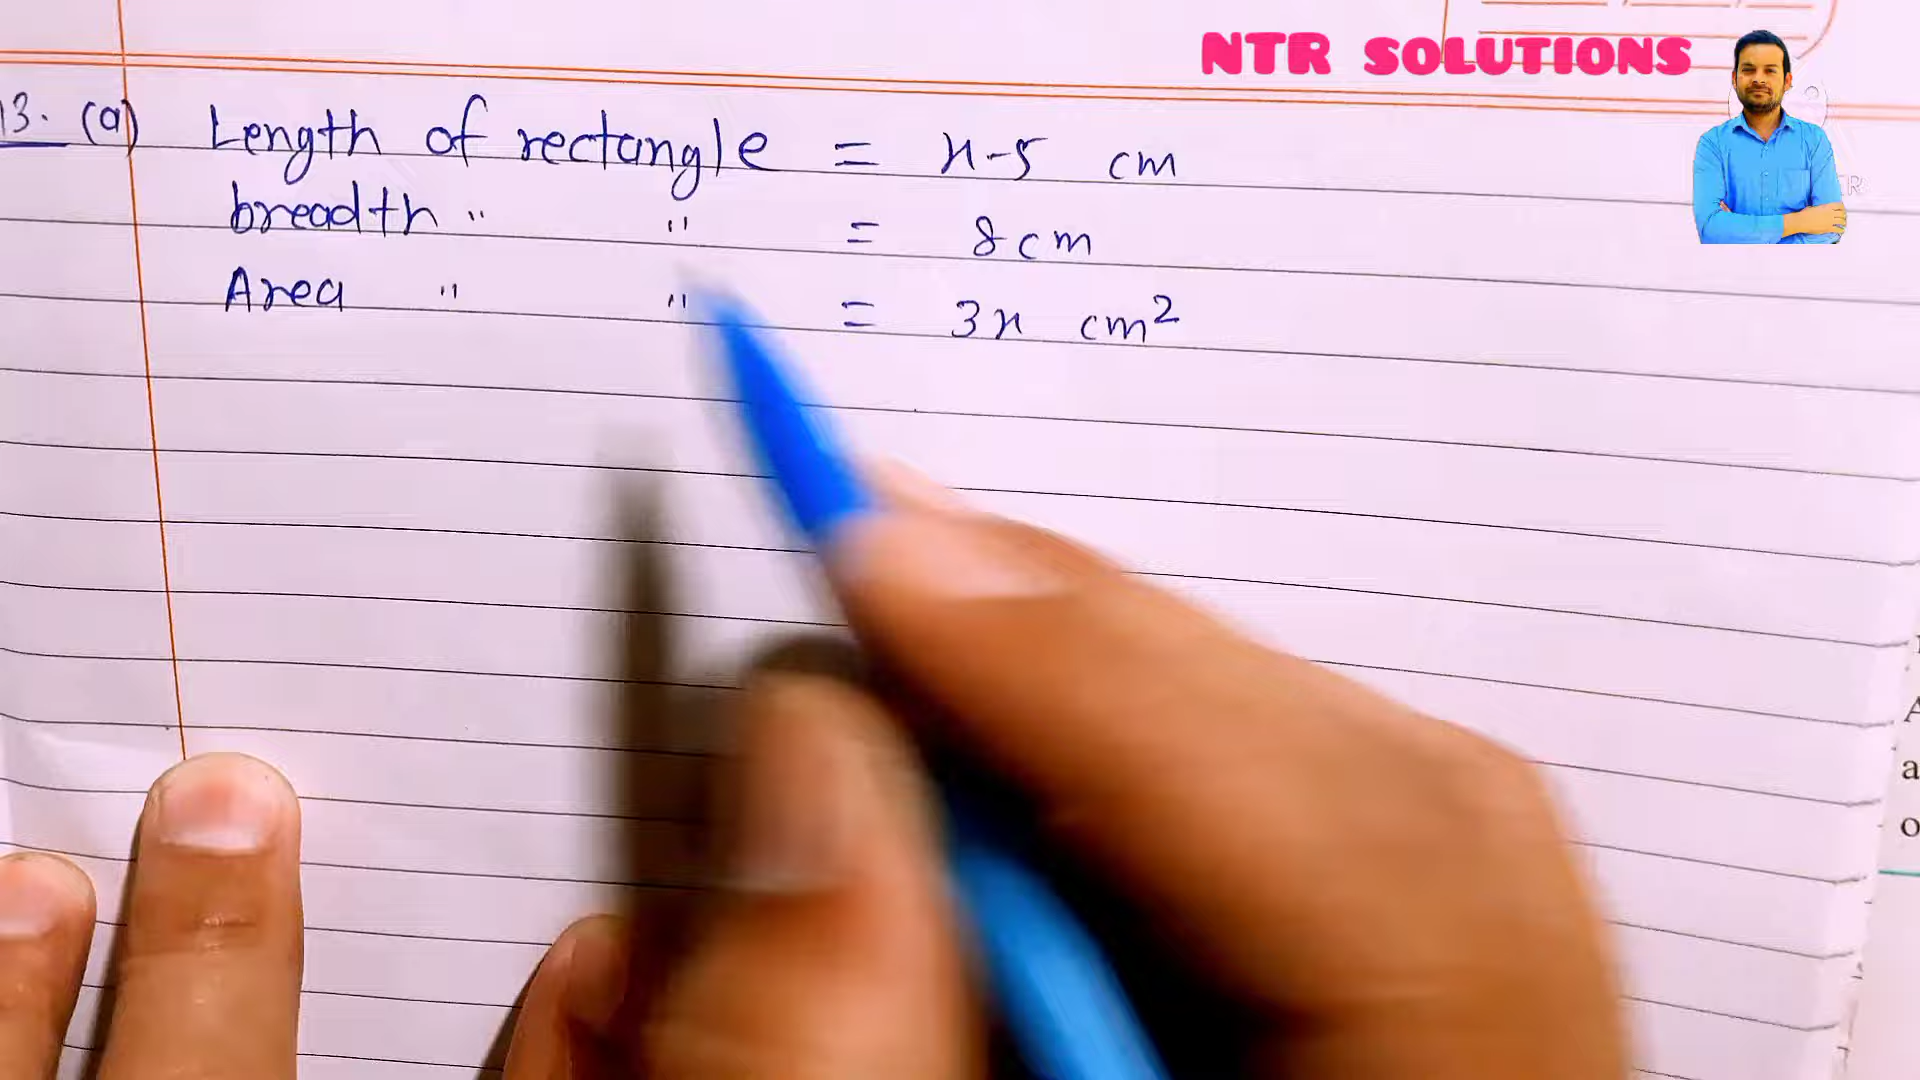 NTR SOLUTIONS
13. (a) Length of rectangle = x-5 cm
breadth " " = 8 cm
Area " " = 3x cm²